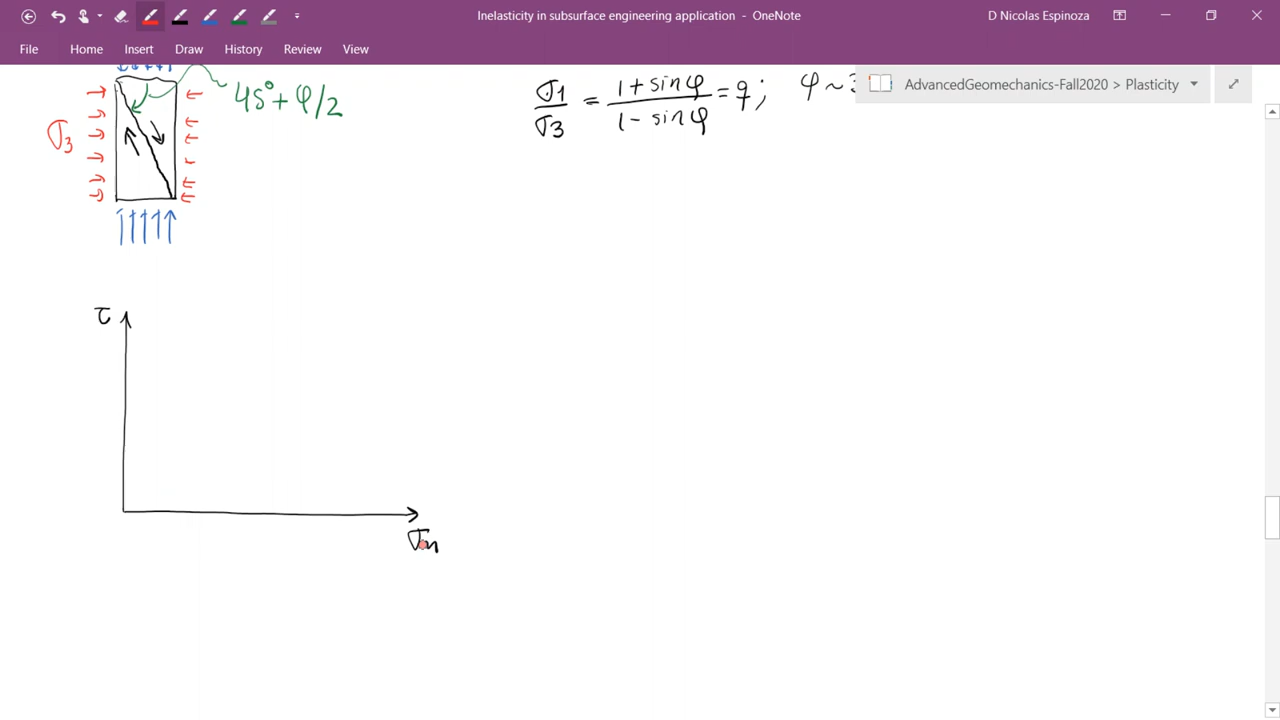 Inelasticity in subsurface engineering application - OneNote
D Nicolas Espinoza
File Home Insert Draw History Review View
AdvancedGeomechanics-Fall2020 > Plasticity
45° + φ/2
σ3
σ1/σ3 = (1 + sin φ)/(1 - sin φ) = q ; φ ~ 3
τ
σn